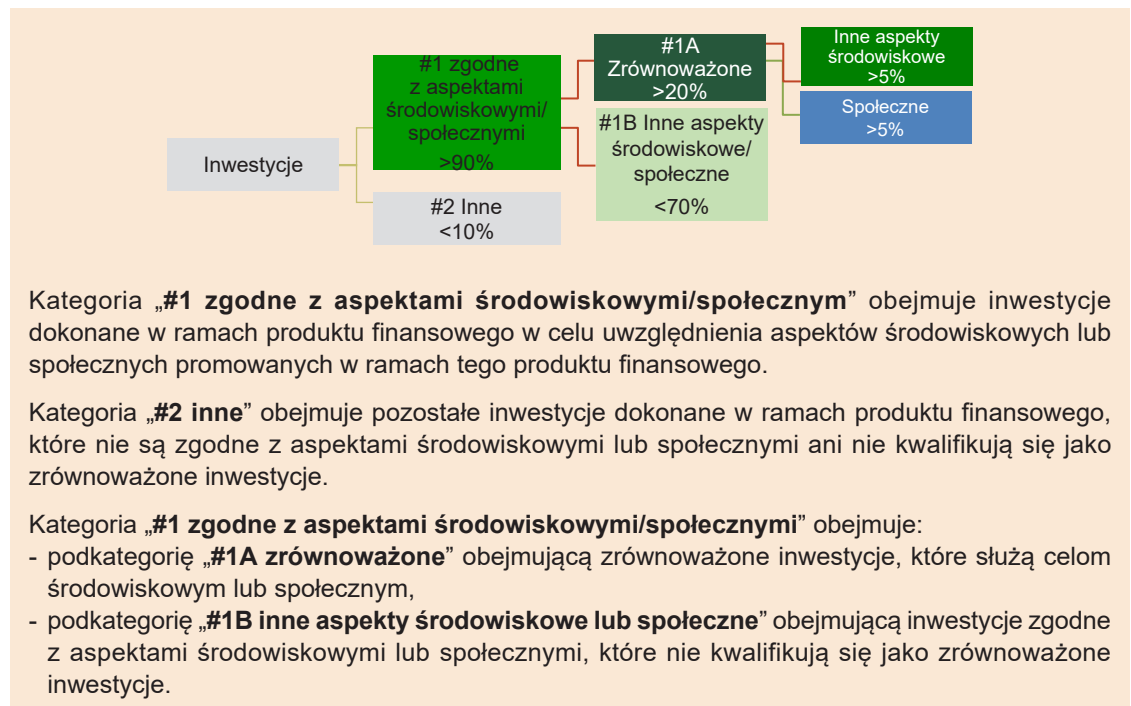 Inwestycje
#1 zgodne
z aspektami
środowiskowymi/
społecznymi
>90%
#2 Inne
<10%
#1A
Zrównoważone
>20%
#1B Inne aspekty
środowiskowe/
społeczne
<70%
Inne aspekty
środowiskowe
>5%
Społeczne
>5%
Kategoria „#1 zgodne z aspektami środowiskowymi/społecznym” obejmuje inwestycje
dokonane w ramach produktu finansowego w celu uwzględnienia aspektów środowiskowych lub
społecznych promowanych w ramach tego produktu finansowego.
Kategoria „#2 inne” obejmuje pozostałe inwestycje dokonane w ramach produktu finansowego,
które nie są zgodne z aspektami środowiskowymi lub społecznymi ani nie kwalifikują się jako
zrównoważone inwestycje.
Kategoria „#1 zgodne z aspektami środowiskowymi/społecznymi” obejmuje:
- podkategorię „#1A zrównoważone” obejmującą zrównoważone inwestycje, które służą celom
środowiskowym lub społecznym,
- podkategorię „#1B inne aspekty środowiskowe lub społeczne” obejmującą inwestycje zgodne
z aspektami środowiskowymi lub społecznymi, które nie kwalifikują się jako zrównoważone
inwestycje.